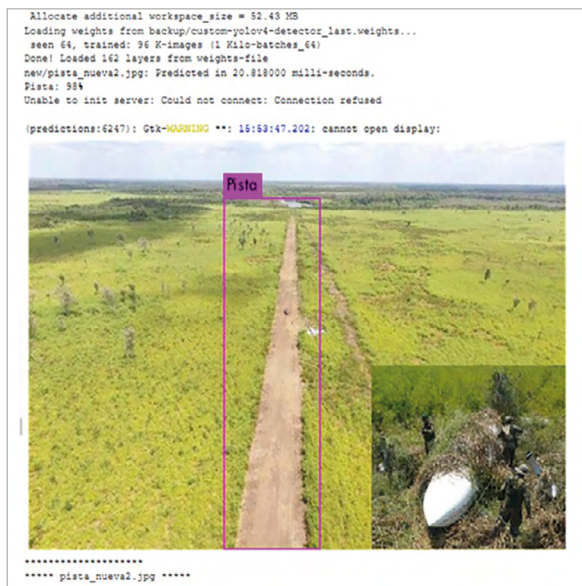 Allocate additional workspace_size = 52.43 MB
Loading weights from backup/custom-yolov4-detector_last.weights...
seen 64, trained: 96 K-images (1 Kilo-batches_64)
Done! Loaded 162 layers from weights-file
new/pista_nueva2.jpg: Predicted in 20.818000 milli-seconds.
Pista: 98%
Unable to init server: Could not connect: Connection refused
(predictions:6247): Gtk-WARNING **: 15:53:47.202: cannot open display:
Pista
********************
***** pista_nueva2.jpg *****